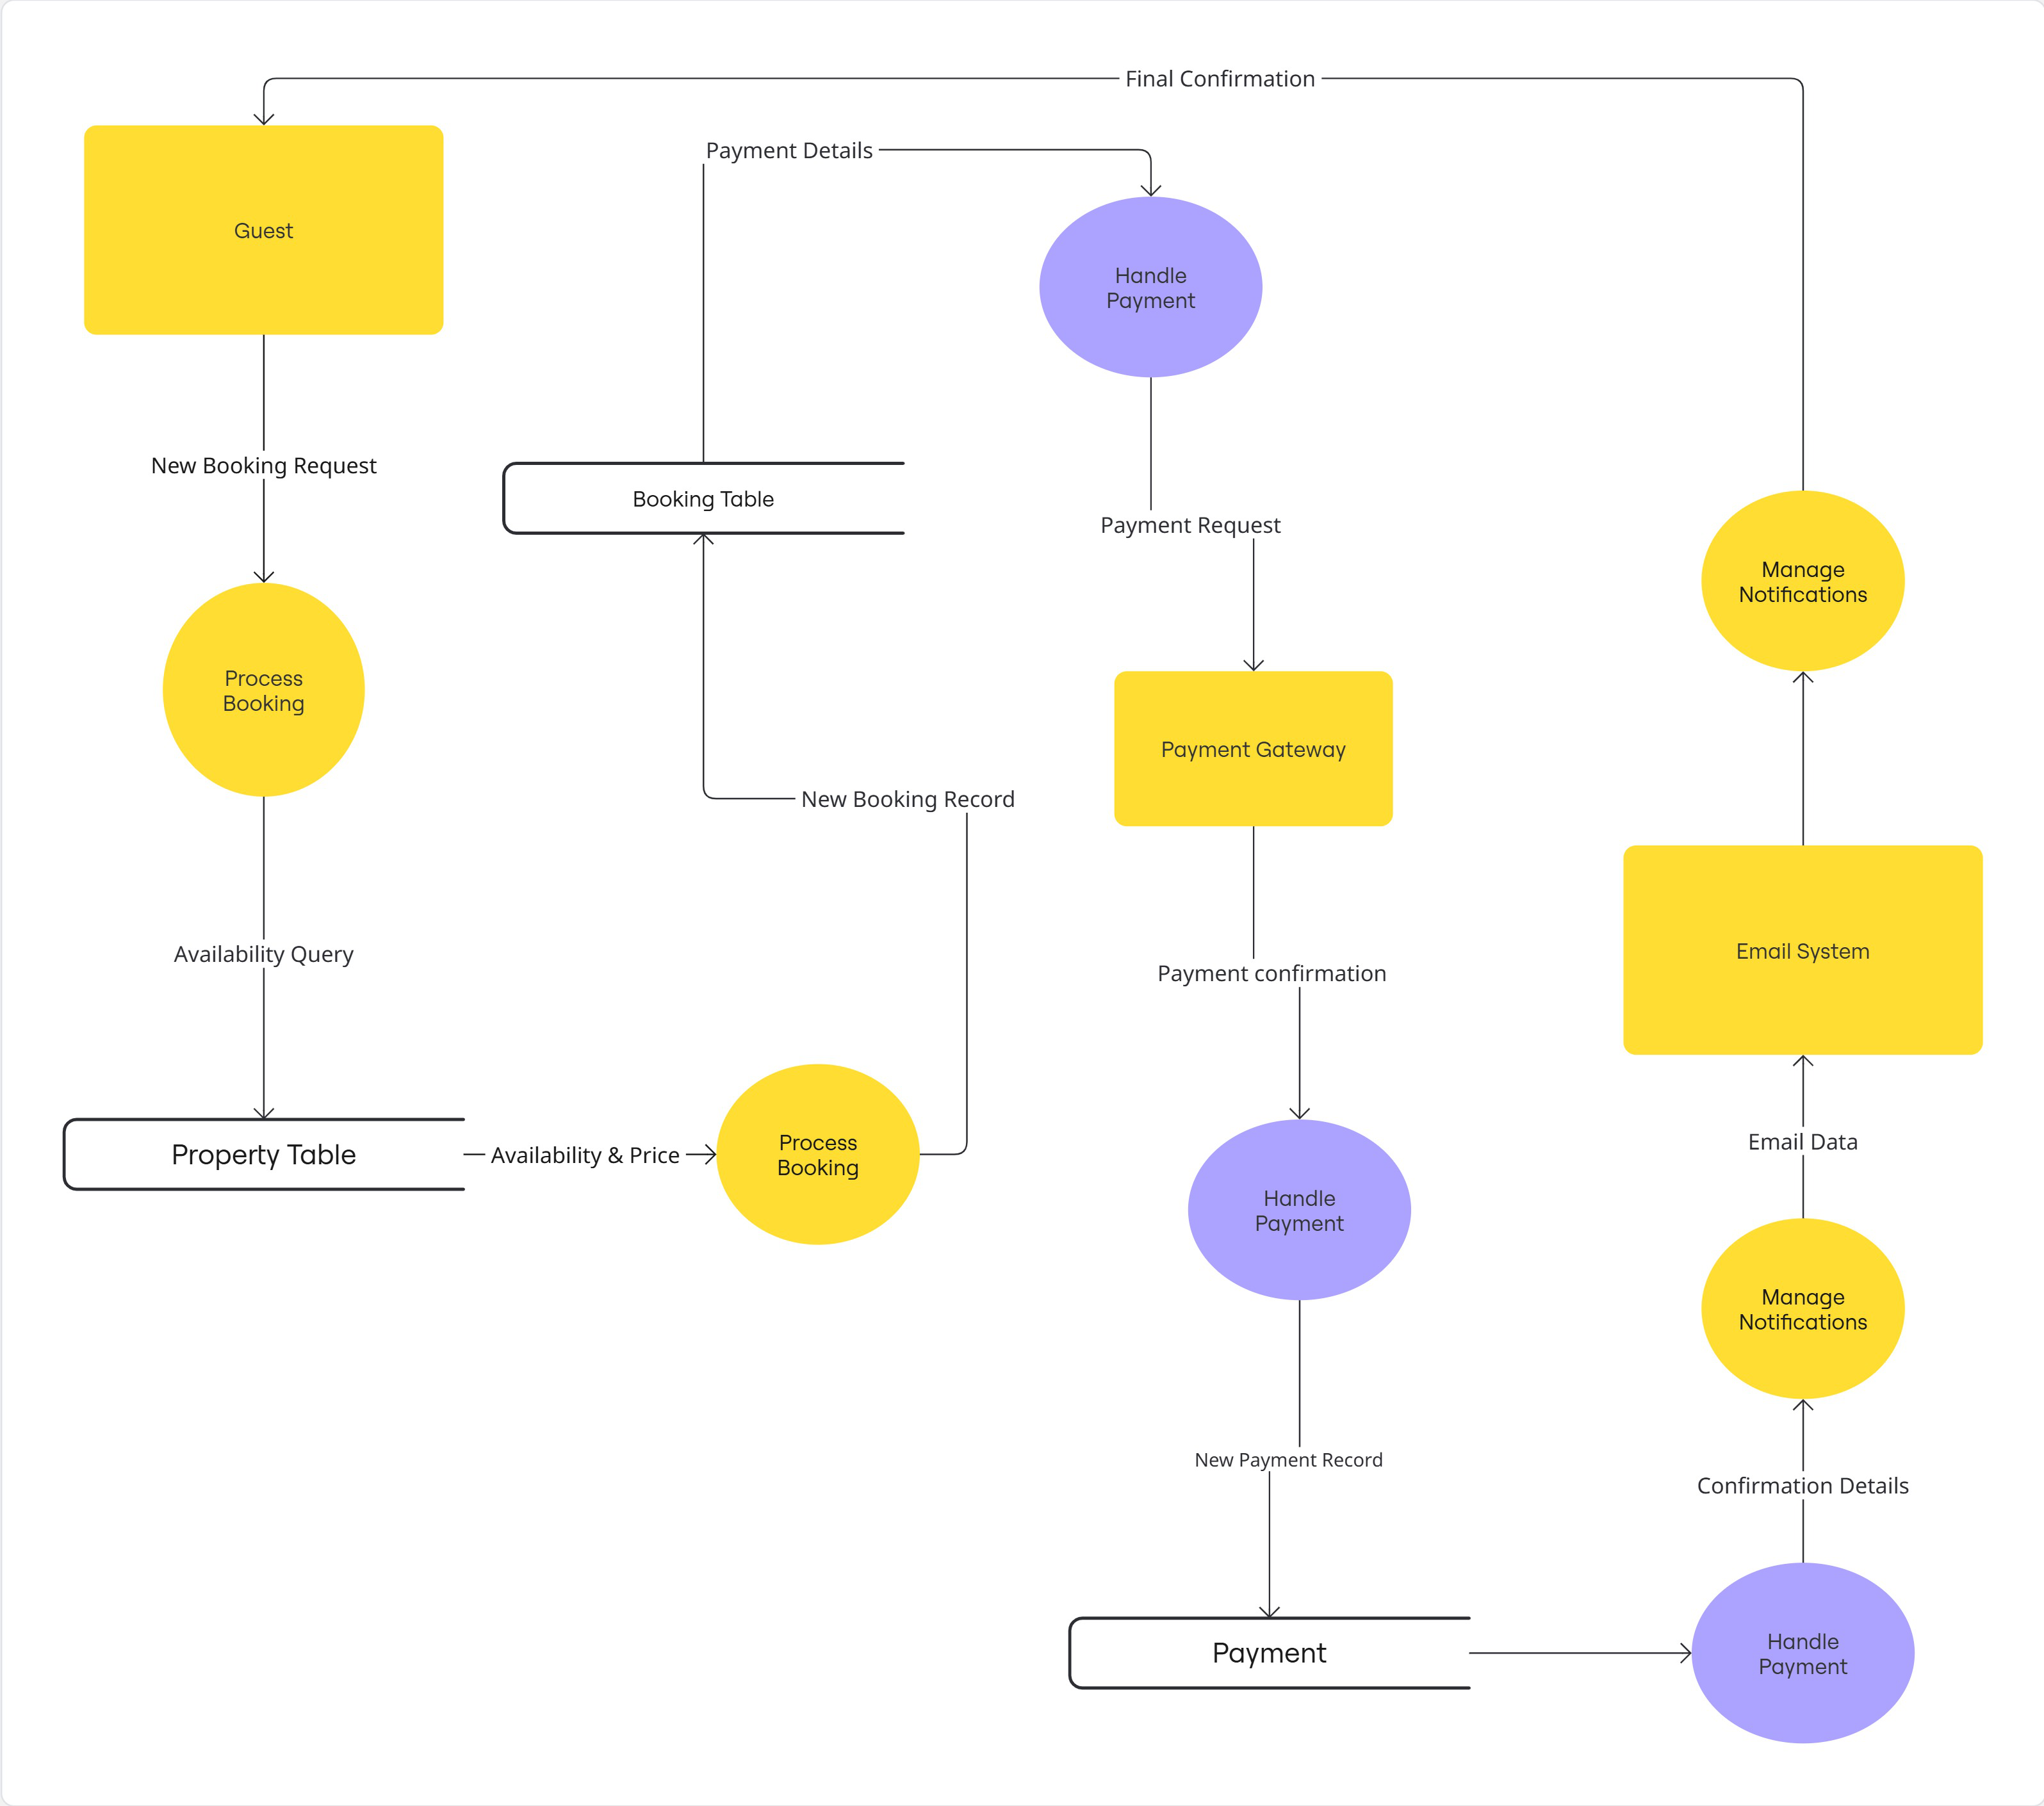 Final Confirmation
Payment Details
Guest
Handle
Payment
New Booking Request
Booking Table
Payment Request
Manage
Notifications
Process
Booking
Payment Gateway
New Booking Record
Availability Query
Email System
Payment confirmation
Property Table
Availability & Price
Process
Booking
Email Data
Handle
Payment
Manage
Notifications
New Payment Record
Confirmation Details
Payment
Handle
Payment